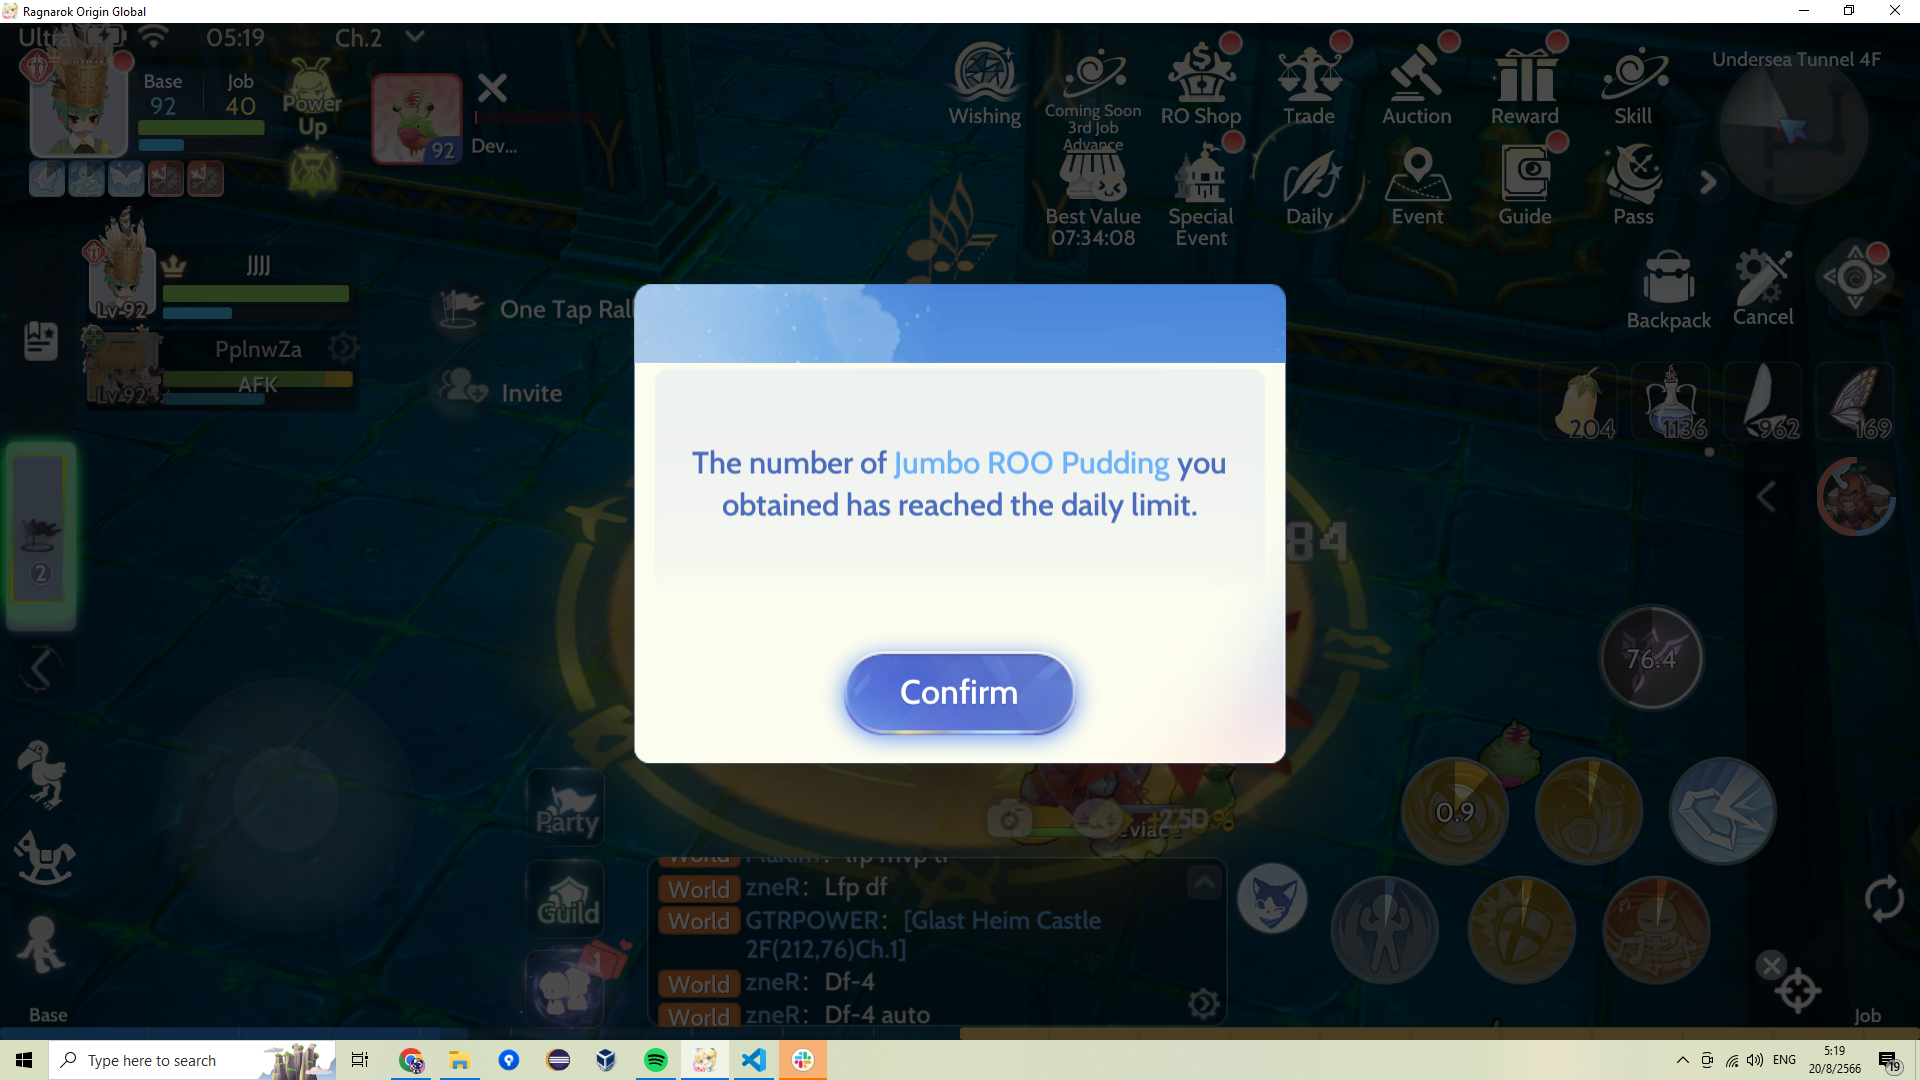 Ragnarok Origin Global
Ultra
05:19
Ch.2
Base
92
Job
40
Power
Up
92
Dev...
Wishing
Coming Soon
3rd Job
Advance
RO Shop
Trade
Auction
Reward
Skill
Undersea Tunnel 4F
Best Value
07:34:08
Special
Event
Daily
Event
Guide
Pass
JJJJ
Lv-92
PplnwZa
AFK
Lv-92
One Tap Rall
Invite
Backpack
Cancel
204
1136
962
169
The number of Jumbo ROO Pudding you
obtained has reached the daily limit.
Confirm
84
2
76.4
0.9
Party
Guild
1
World zneR: Lfp df
World GTRPOWER: [Glast Heim Castle
2F(212,76)Ch.1]
World zneR: Df-4
World zneR: Df-4 auto
Base
Job
Type here to search
ENG
5:19
20/8/2566
19